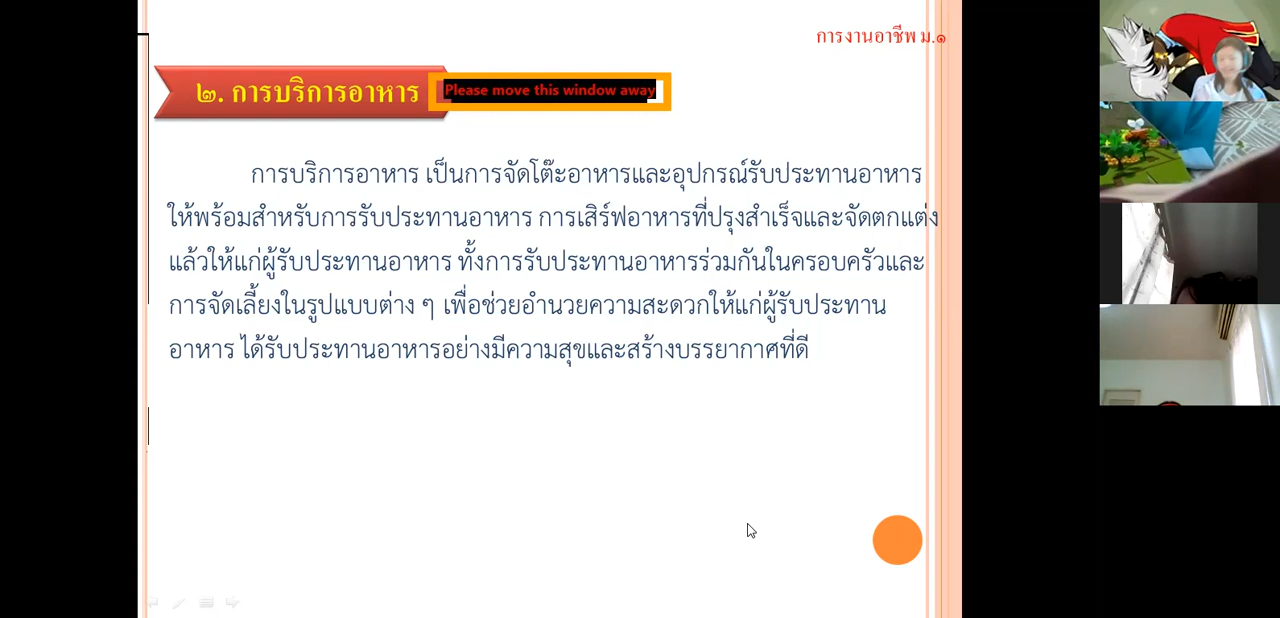 การงานอาชีพ ม.๑
๒. การบริการอาหาร
Please move this window away
การบริการอาหาร เป็นการจัดโต๊ะอาหารและอุปกรณ์รับประทานอาหาร
ให้พร้อมสำหรับการรับประทานอาหาร การเสิร์ฟอาหารที่ปรุงสำเร็จและจัดตกแต่ง
แล้วให้แก่ผู้รับประทานอาหาร ทั้งการรับประทานอาหารร่วมกันในครอบครัวและ
การจัดเลี้ยงในรูปแบบต่าง ๆ เพื่อช่วยอำนวยความสะดวกให้แก่ผู้รับประทาน
อาหาร ได้รับประทานอาหารอย่างมีความสุขและสร้างบรรยากาศที่ดี